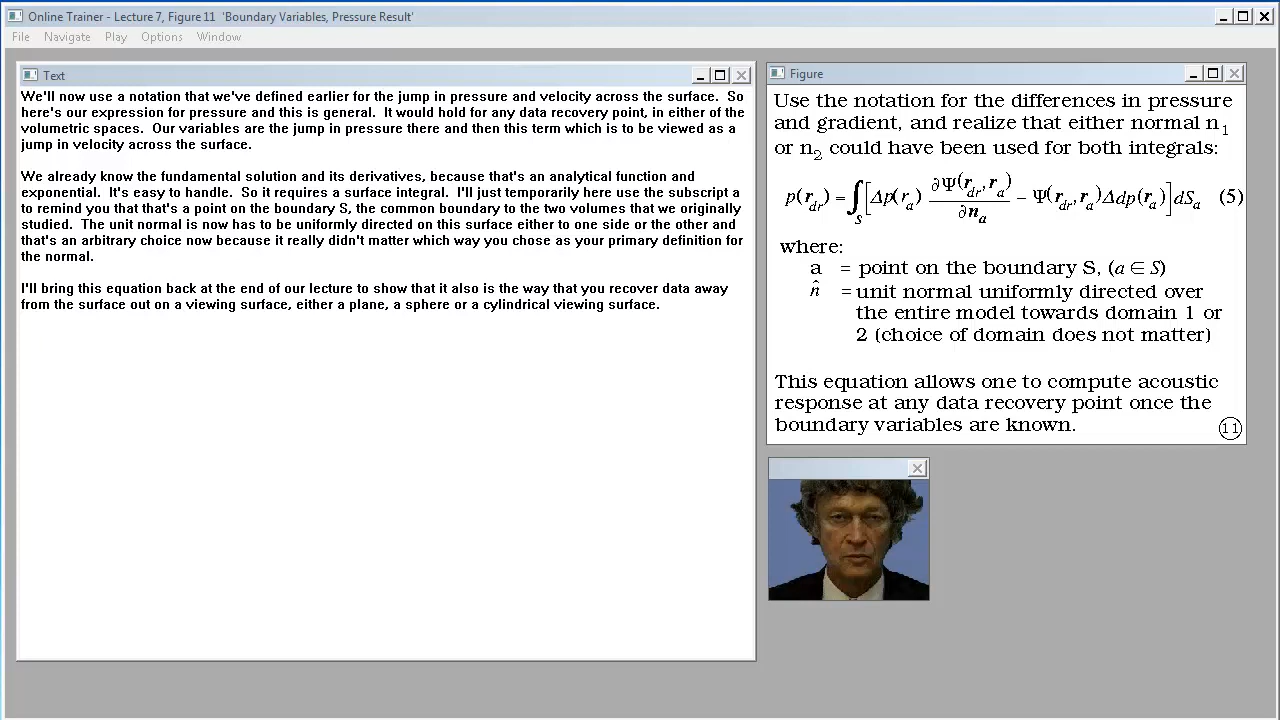 Online Trainer - Lecture 7, Figure 11 'Boundary Variables, Pressure Result'
File Navigate Play Options Window
Text
We'll now use a notation that we've defined earlier for the jump in pressure and velocity across the surface. So
here's our expression for pressure and this is general. It would hold for any data recovery point, in either of the
volumetric spaces. Our variables are the jump in pressure there and then this term which is to be viewed as a
jump in velocity across the surface.
We already know the fundamental solution and its derivatives, because that's an analytical function and
exponential. It's easy to handle. So it requires a surface integral. I'll just temporarily here use the subscript a
to remind you that that's a point on the boundary S, the common boundary to the two volumes that we originally
studied. The unit normal is now has to be uniformly directed on this surface either to one side or the other and
that's an arbitrary choice now because it really didn't matter which way you chose as your primary definition for
the normal.
I'll bring this equation back at the end of our lecture to show that it also is the way that you recover data away
from the surface out on a viewing surface, either a plane, a sphere or a cylindrical viewing surface.
Figure
Use the notation for the differences in pressure
and gradient, and realize that either normal n₁
or n₂ could have been used for both integrals:
p(r_dr) = ∫_S [Δp(r_a) ∂Ψ(r_dr, r_a)/∂n_a − Ψ(r_dr, r_a)Δdp(r_a)] dS_a (5)
where:
a = point on the boundary S, (a ∈ S)
n̂ = unit normal uniformly directed over
the entire model towards domain 1 or
2 (choice of domain does not matter)
This equation allows one to compute acoustic
response at any data recovery point once the
boundary variables are known.
11